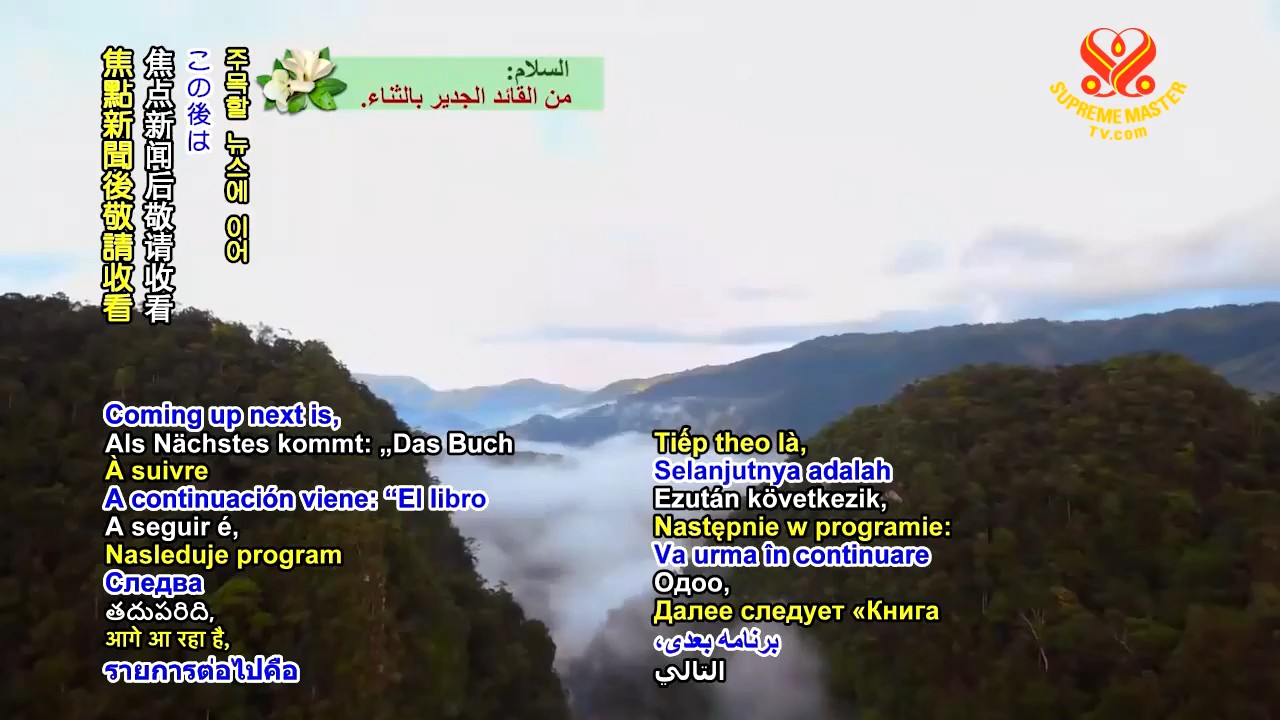 السلام:
من القائد الجدير بالثناء.
SUPREME MASTER
TV.com
焦點新聞後敬請收看
焦点新闻后敬请收看
この後は
주목할 뉴스에 이어
Coming up next is,
Als Nächstes kommt: „Das Buch
À suivre
A continuación viene: “El libro
A seguir é,
Nasleduje program
Следва
తదుపరిది,
आगे आ रहा है,
รายการต่อไปคือ
Tiếp theo là,
Selanjutnya adalah
Ezután következik,
Następnie w programie:
Va urma în continuare
Одоо,
Далее следует «Книга
برنامه بعدی،
التالي